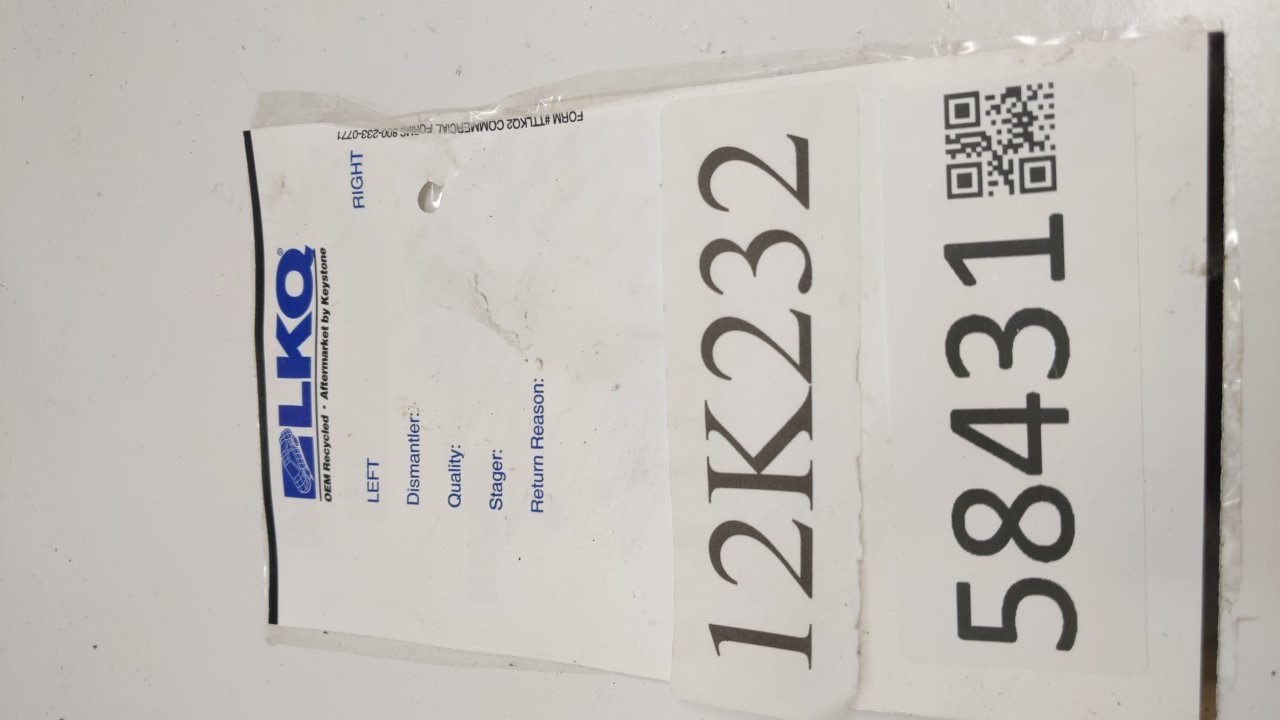 LKQ®
OEM Recycled • Aftermarket by Keystone
LEFT RIGHT
Dismantler:
Quality:
Stager:
Return Reason:
FORM #TTLKQ2 COMMERCIAL FORMS 800-233-0771
12K232
58431